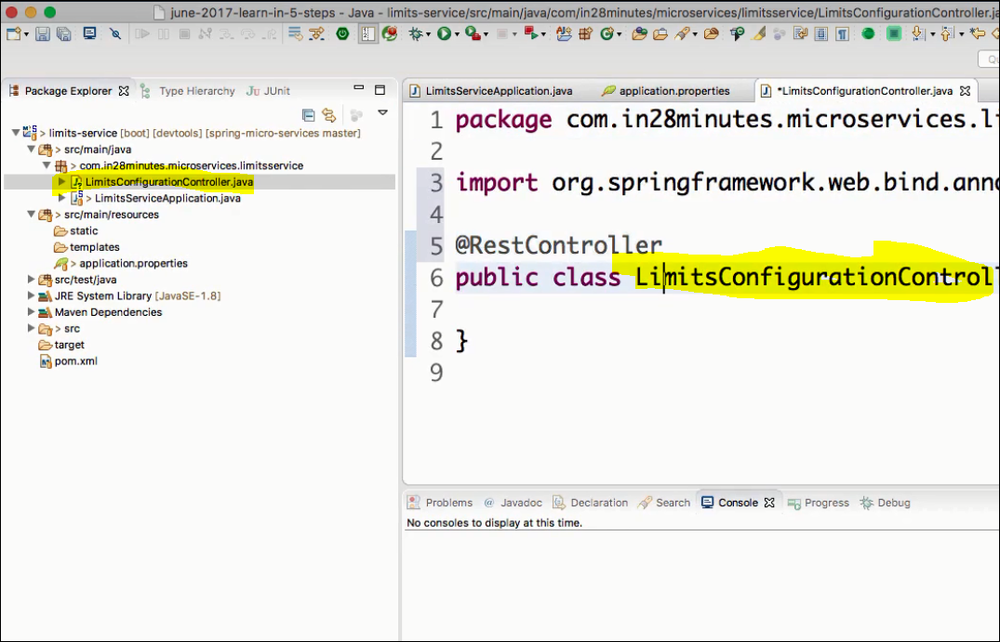 june-2017-learn-in-5-steps - Java - limits-service/src/main/java/com/in28minutes/microservices/limitsservice/LimitsConfigurationController.ja
Package Explorer Type Hierarchy JUnit
> limits-service [boot] [devtools] [spring-micro-services master]
> src/main/java
> com.in28minutes.microservices.limitsservice
LimitsConfigurationController.java
> LimitsServiceApplication.java
> src/main/resources
static
templates
> application.properties
src/test/java
JRE System Library [JavaSE-1.8]
Maven Dependencies
> src
target
pom.xml
LimitsServiceApplication.java application.properties *LimitsConfigurationController.java
1 package com.in28minutes.microservices.li
2
3 import org.springframework.web.bind.anno
4
5 @RestController
6 public class LimitsConfigurationControl
7
8 }
9
Problems @ Javadoc Declaration Search Console Progress Debug
No consoles to display at this time.